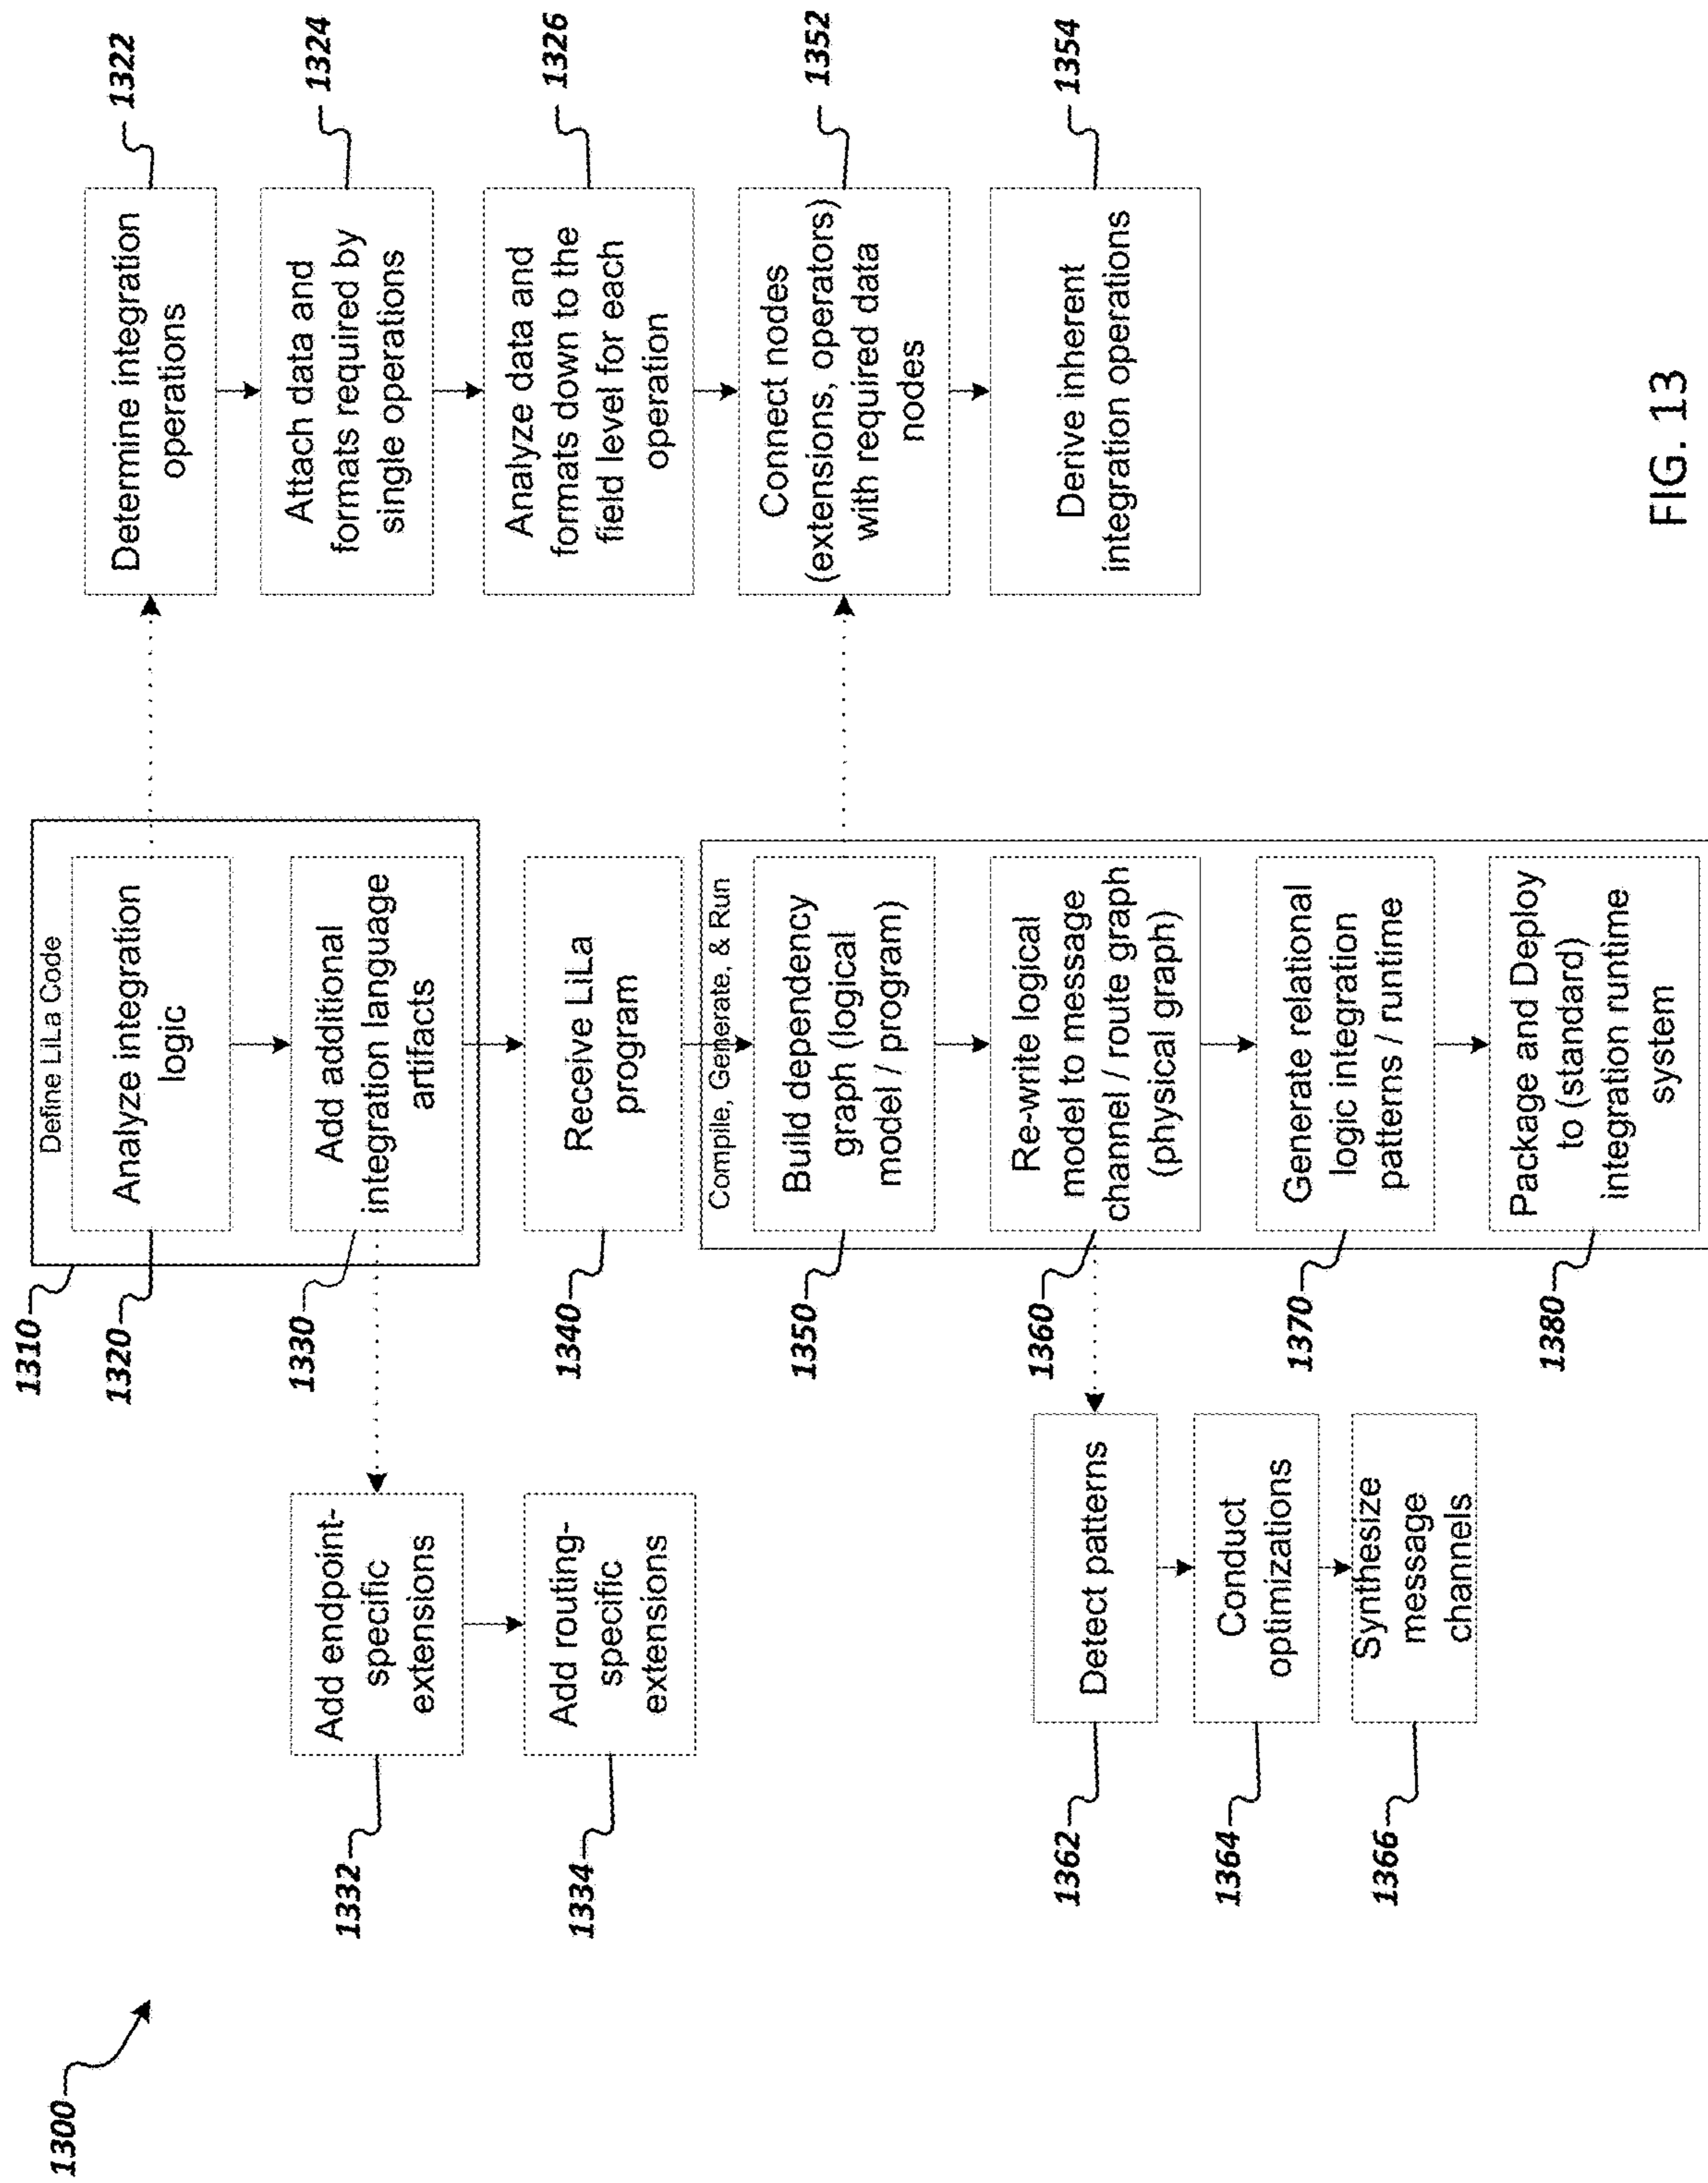 1300
1310
Define LiLa Code
1320
Analyze integration
logic
1330
Add additional
integration language
artifacts
1340
Receive LiLa
program
Compile, Generate, & Run
1350
Build dependency
graph (logical
model / program)
1360
Re-write logical
model to message
channel / route graph
(physical graph)
1370
Generate relational
logic integration
patterns / runtime
1380
Package and Deploy
to (standard)
integration runtime
system
1332
Add endpoint-
specific
extensions
1334
Add routing-
specific
extensions
1362
Detect patterns
1364
Conduct
optimizations
1366
Synthesize
message
channels
Determine integration
operations
1322
Attach data and
formats required by
single operations
1324
Analyze data and
formats down to the
field level for each
operation
1326
Connect nodes
(extensions, operators)
with required data
nodes
1352
Derive inherent
integration operations
1354
FIG. 13